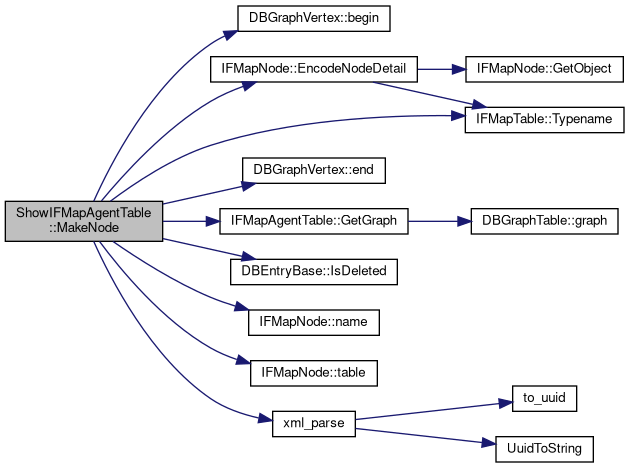 DBGraphVertex::begin
IFMapNode::EncodeNodeDetail
IFMapNode::GetObject
IFMapTable::Typename
DBGraphVertex::end
ShowIFMapAgentTable
::MakeNode
IFMapAgentTable::GetGraph
DBGraphTable::graph
DBEntryBase::IsDeleted
IFMapNode::name
IFMapNode::table
xml_parse
to_uuid
UuidToString